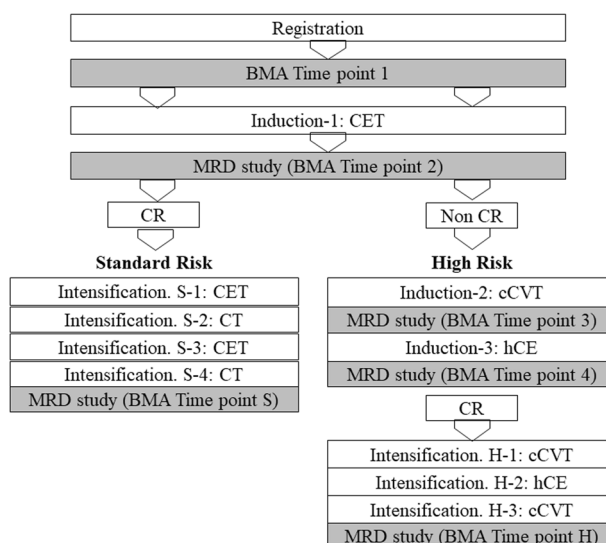 Registration
BMA Time point 1
Induction-1: CET
MRD study (BMA Time point 2)
CR
Standard Risk
Intensification. S-1: CET
Intensification. S-2: CT
Intensification. S-3: CET
Intensification. S-4: CT
MRD study (BMA Time point S)
Non CR
High Risk
Induction-2: cCVT
MRD study (BMA Time point 3)
Induction-3: hCE
MRD study (BMA Time point 4)
CR
Intensification. H-1: cCVT
Intensification. H-2: hCE
Intensification. H-3: cCVT
MRD study (BMA Time point H)